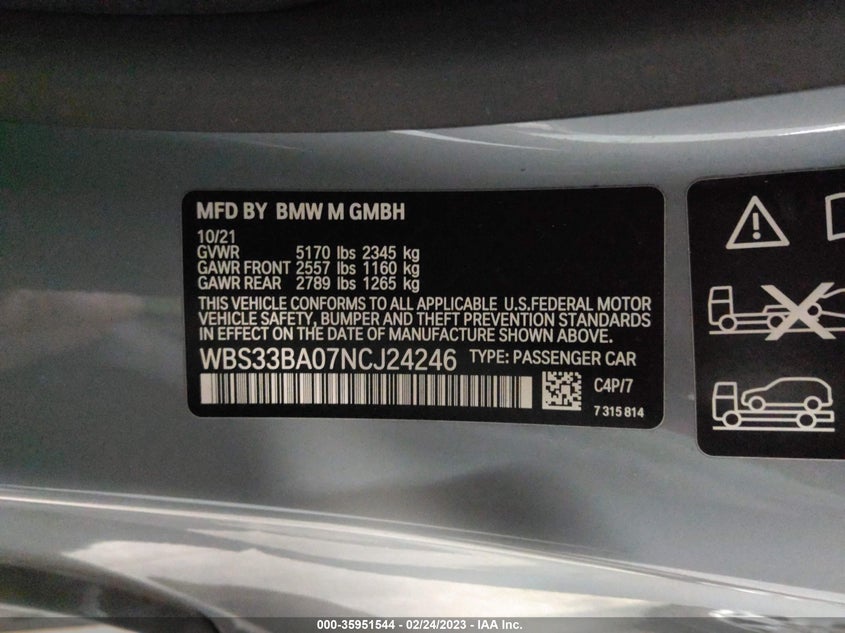 MFD BY BMW M GMBH
10/21
GVWR 5170 lbs 2345 kg
GAWR FRONT 2557 lbs 1160 kg
GAWR REAR 2789 lbs 1265 kg
THIS VEHICLE CONFORMS TO ALL APPLICABLE U.S.FEDERAL MOTOR
VEHICLE SAFETY, BUMPER AND THEFT PREVENTION STANDARDS
IN EFFECT ON THE DATE OF MANUFACTURE SHOWN ABOVE.
WBS33BA07NCJ24246 TYPE: PASSENGER CAR
C4P/7
7 315 814
000-35951544 - 02/24/2023 - IAA Inc.